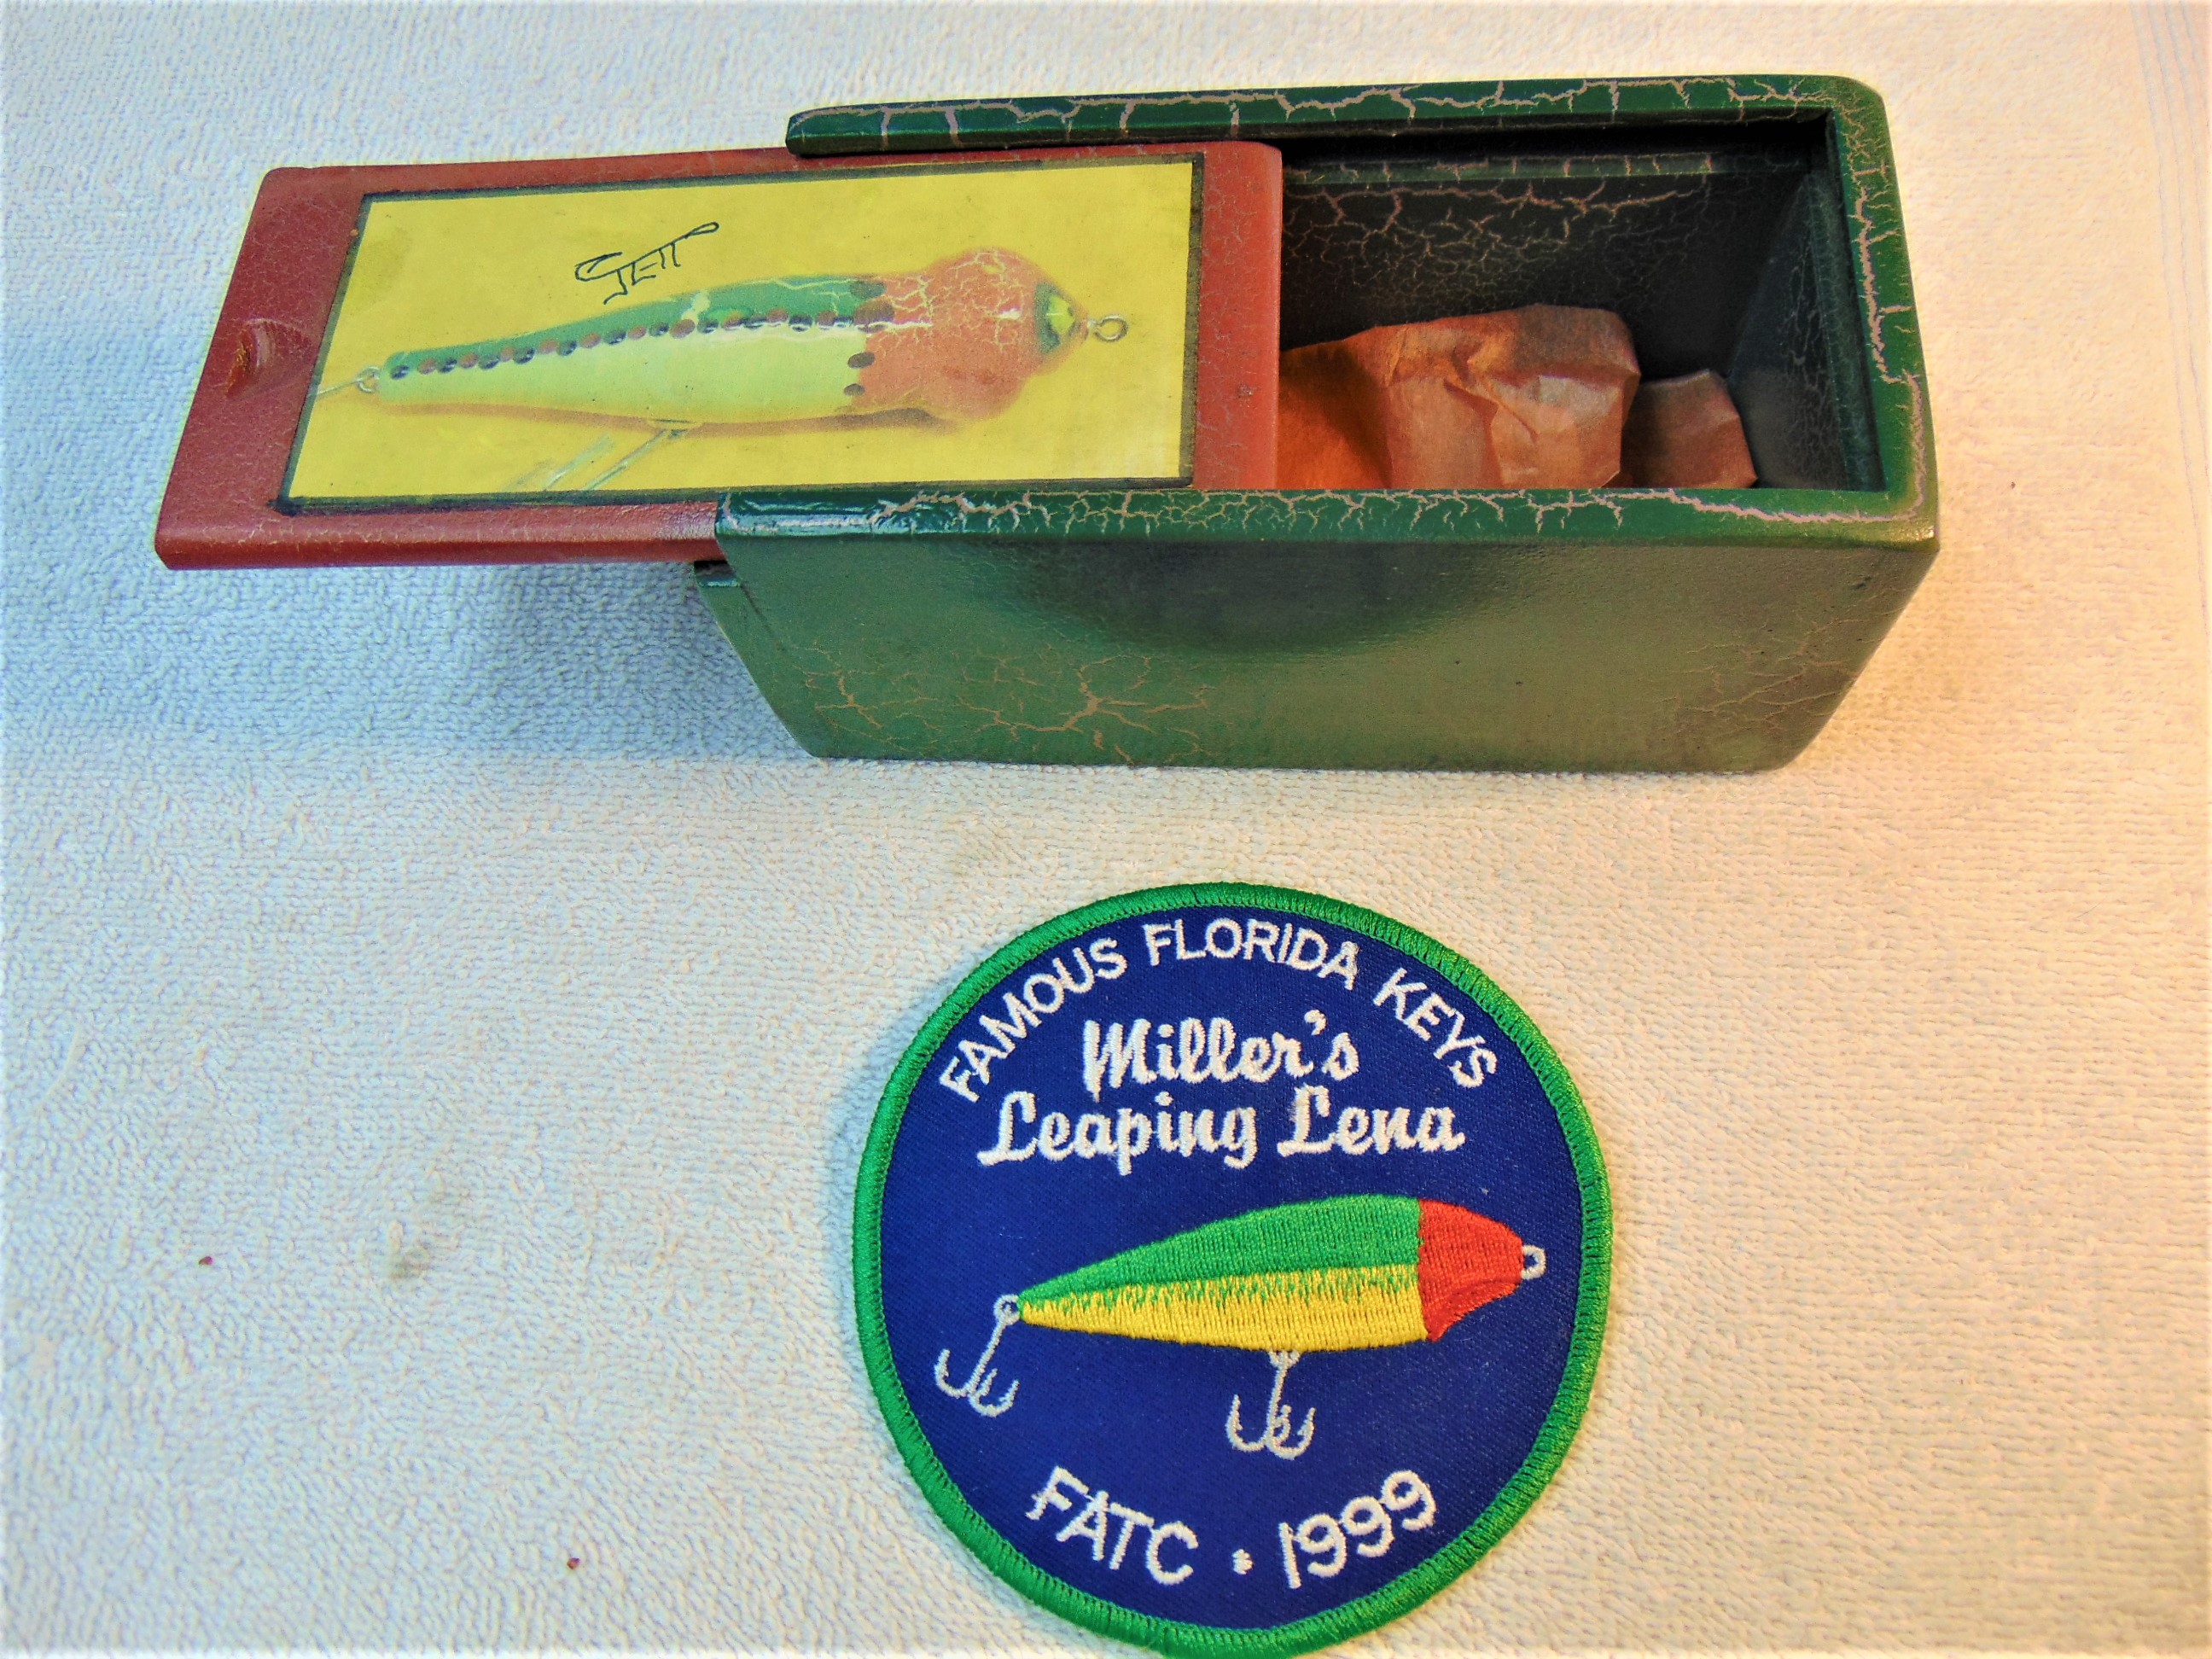 JETT
FAMOUS FLORIDA KEYS
Miller's
Leaping Lena
FATC • 1999